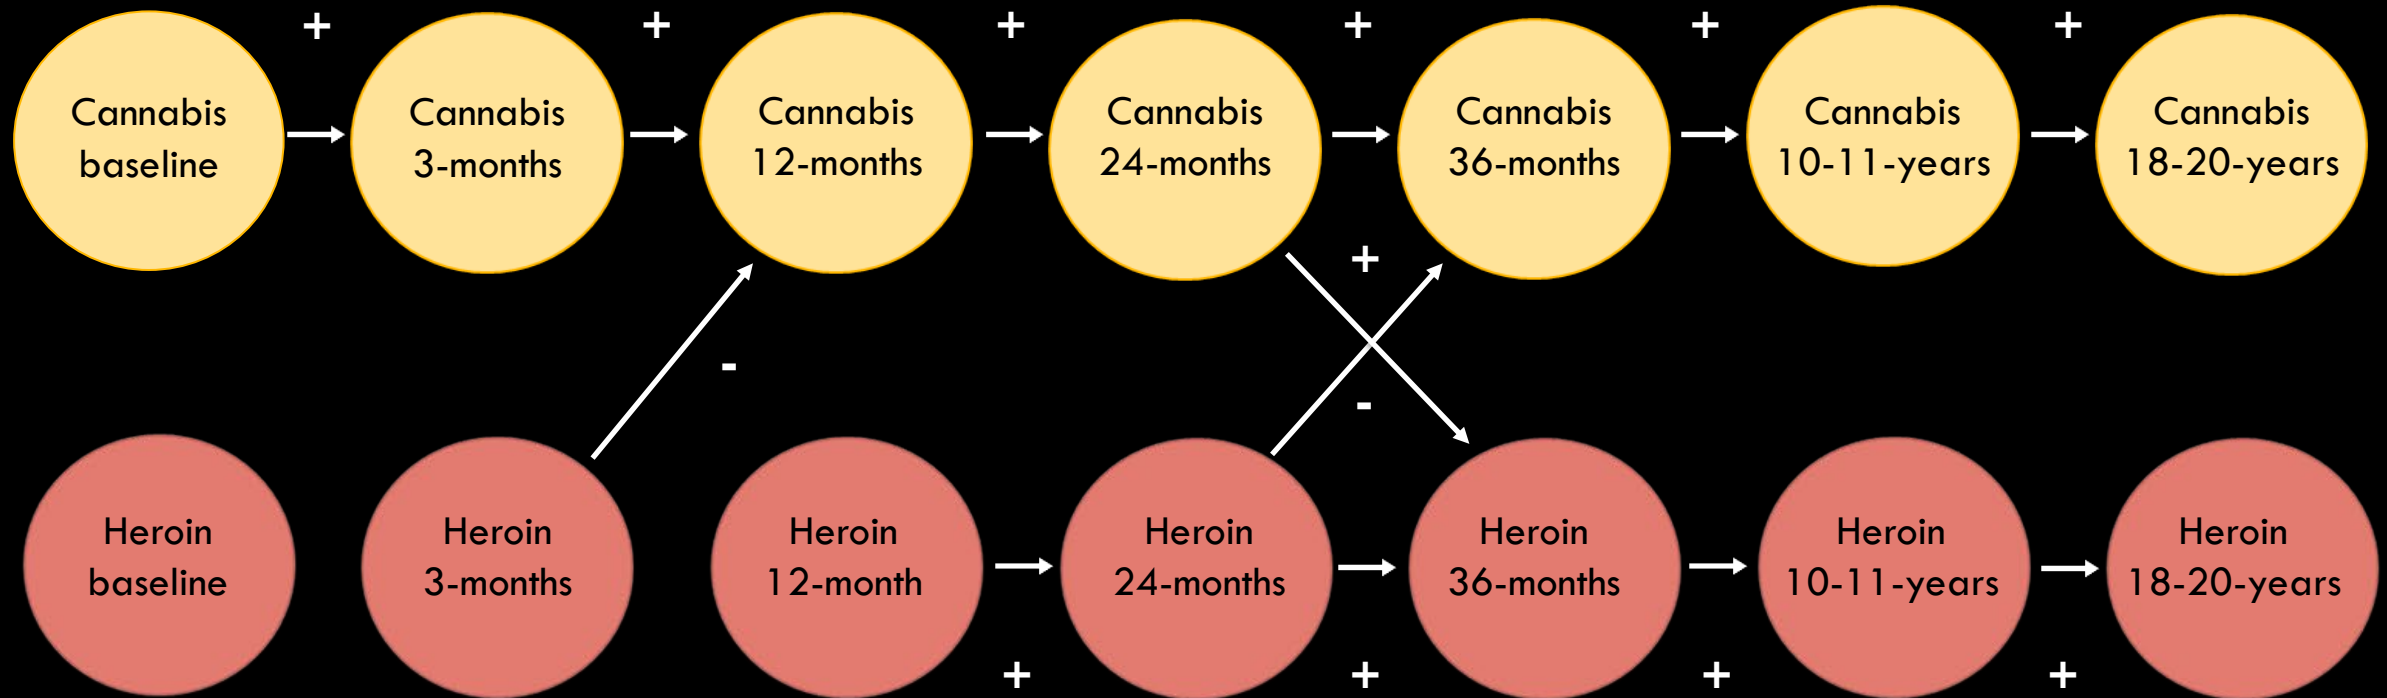 + + + + + +
Cannabis
baseline
Cannabis
3-months
Cannabis
12-months
Cannabis
24-months
Cannabis
36-months
Cannabis
10-11-years
Cannabis
18-20-years
+
-
-
Heroin
baseline
Heroin
3-months
Heroin
12-month
Heroin
24-months
Heroin
36-months
Heroin
10-11-years
Heroin
18-20-years
+ + + +